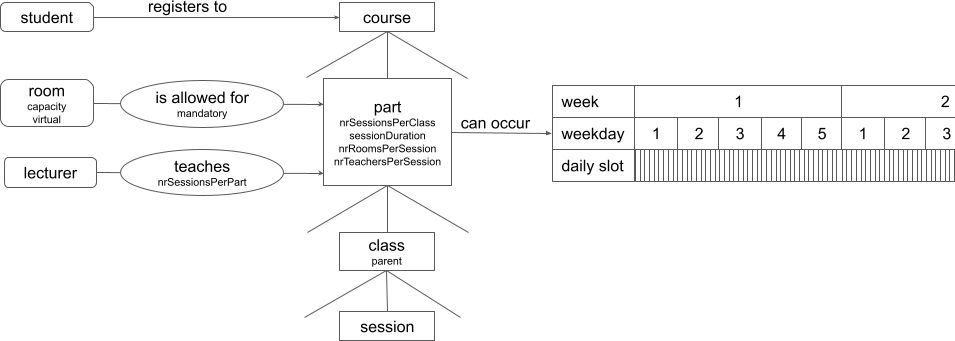 student
registers to
course
room
capacity
virtual
is allowed for
mandatory
part
nrSessionsPerClass
sessionDuration
nrRoomsPerSession
nrTeachersPerSession
can occur
week 1 2
weekday 1 2 3 4 5 1 2 3
daily slot
lecturer
teaches
nrSessionsPerPart
class
parent
session